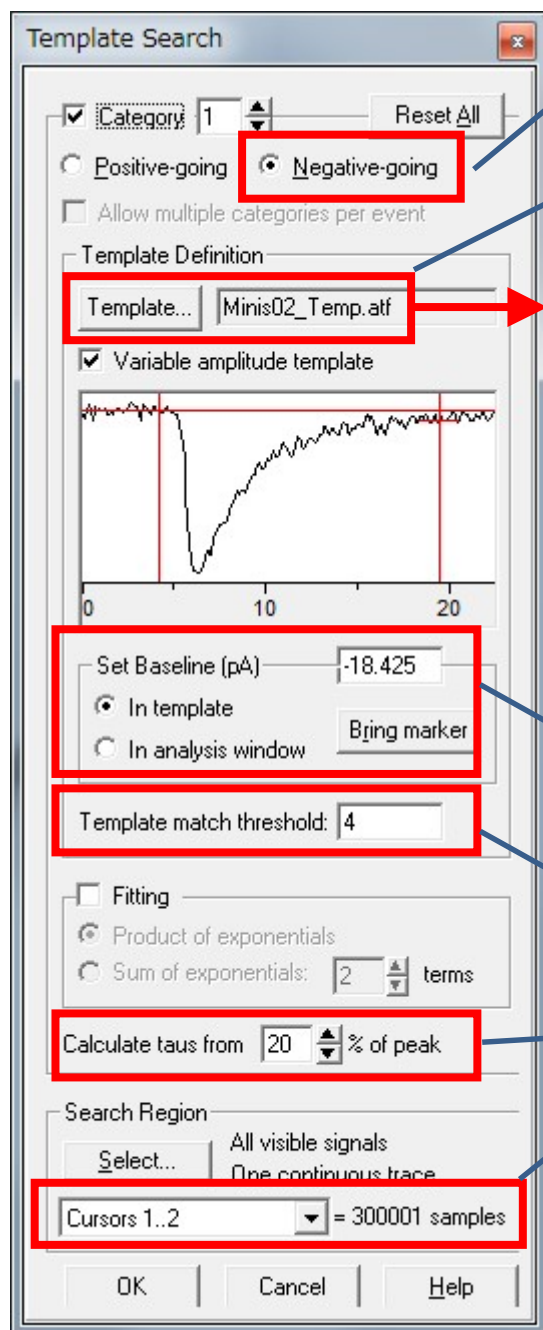 Template Search
Category 1 Reset All
Positive-going Negative-going
Allow multiple categories per event
Template Definition
Template... Minis02_Temp.atf
Variable amplitude template
0 10 20
Set Baseline (pA) -18.425
In template
Bring marker
In analysis window
Template match threshold: 4
Fitting
Product of exponentials
Sum of exponentials: 2 terms
Calculate taus from 20 % of peak
Search Region
All visible signals
Select...
One continuous trace
Cursors 1..2 = 300001 samples
OK Cancel Help